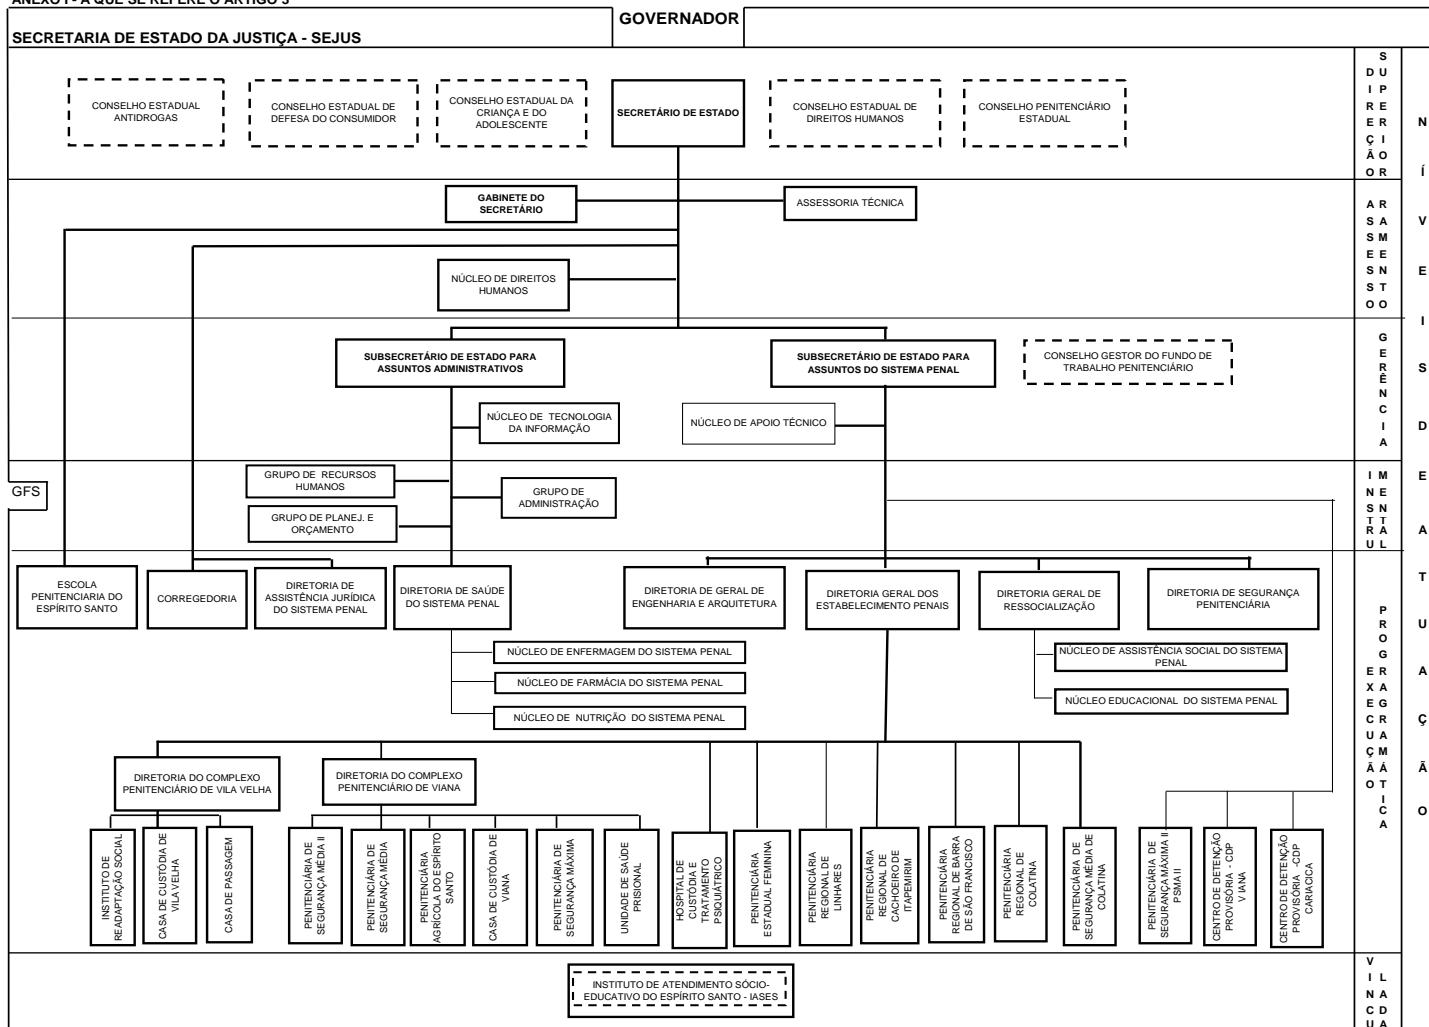 ANEXO I - A QUE SE REFERE O ARTIGO 3º
GOVERNADOR
SECRETARIA DE ESTADO DA JUSTIÇA - SEJUS
CONSELHO ESTADUAL
ANTIDROGAS
CONSELHO ESTADUAL DE
DEFESA DO CONSUMIDOR
CONSELHO ESTADUAL DA
CRIANÇA E DO
ADOLESCENTE
SECRETÁRIO DE ESTADO
CONSELHO ESTADUAL DE
DIREITOS HUMANOS
CONSELHO PENITENCIÁRIO
ESTADUAL
DIREÇÃO
SUPERIOR
NÍVEIS DE ATUAÇÃO
GABINETE DO
SECRETÁRIO
ASSESSORIA TÉCNICA
NÚCLEO DE DIREITOS
HUMANOS
ASSESSO
RAMENTO
SUBSECRETÁRIO DE ESTADO PARA
ASSUNTOS ADMINISTRATIVOS
SUBSECRETÁRIO DE ESTADO PARA
ASSUNTOS DO SISTEMA PENAL
CONSELHO GESTOR DO FUNDO DE
TRABALHO PENITENCIÁRIO
NÚCLEO DE TECNOLOGIA
DA INFORMAÇÃO
NÚCLEO DE APOIO TÉCNICO
GERÊNCIA
GFS
GRUPO DE RECURSOS
HUMANOS
GRUPO DE
ADMINISTRAÇÃO
GRUPO DE PLANEJ. E
ORÇAMENTO
INSTRU
MENTAL
ESCOLA
PENITENCIARIA DO
ESPÍRITO SANTO
CORREGEDORIA
DIRETORIA DE
ASSISTÊNCIA JURÍDICA
DO SISTEMA PENAL
DIRETORIA DE SAÚDE
DO SISTEMA PENAL
DIRETORIA DE GERAL DE
ENGENHARIA E ARQUITETURA
DIRETORIA GERAL DOS
ESTABELECIMENTO PENAIS
DIRETORIA GERAL DE
RESSOCIALIZAÇÃO
DIRETORIA DE SEGURANÇA
PENITENCIÁRIA
NÚCLEO DE ENFERMAGEM DO SISTEMA PENAL
NÚCLEO DE FARMÁCIA DO SISTEMA PENAL
NÚCLEO DE NUTRIÇÃO DO SISTEMA PENAL
NÚCLEO DE ASSISTÊNCIA SOCIAL DO SISTEMA
PENAL
NÚCLEO EDUCACIONAL DO SISTEMA PENAL
EXECUÇÃO
PROGRAGRAMÁTICA
DIRETORIA DO COMPLEXO
PENITENCIÁRIO DE VILA VELHA
DIRETORIA DO COMPLEXO
PENITENCIÁRIO DE VIANA
INSTITUTO DE
READAPTAÇÃO SOCIAL
CASA DE CUSTÓDIA DE
VILA VELHA
CASA DE PASSAGEM
PENITENCIÁRIA DE
SEGURANÇA MÉDIA II
PENITENCIÁRIA DE
SEGURANÇA MÉDIA
PENITENCIÁRIA
AGRÍCOLA DO ESPÍRITO
SANTO
CASA DE CUSTÓDIA DE
VIANA
PENITENCIÁRIA DE
SEGURANÇA MÁXIMA
UNIDADE DE SAÚDE
PRISIONAL
HOSPITAL DE
CUSTÓDIA E
TRATAMENTO
PSIQUIÁTRICO
PENITENCIÁRIA
ESTADUAL FEMININA
PENITENCIÁRIA
REGIONAL DE
LINHARES
PENITENCIÁRIA
REGIONAL DE
CACHOEIRO DE
ITAPEMIRIM
PENITENCIÁRIA
REGIONAL DE BARRA
DE SÃO FRANCISCO
PENITENCIÁRIA
REGIONAL DE
COLATINA
PENITENCIÁRIA DE
SEGURANÇA MÉDIA DE
COLATINA
PENITENCIÁRIA DE
SEGURANÇA MÁXIMA II
PSMA II
CENTRO DE DETENÇÃO
PROVISÓRIA - CDP
VIANA
CENTRO DE DETENÇÃO
PROVISÓRIA -CDP
CARIACICA
INSTITUTO DE ATENDIMENTO SÓCIO-
EDUCATIVO DO ESPÍRITO SANTO - IASES
VINCU
LADA